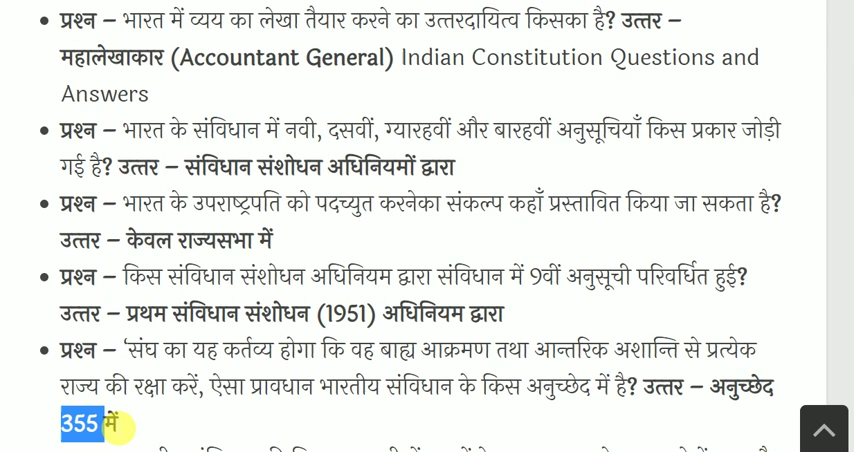 प्रश्न – भारत में व्यय का लेखा तैयार करने का उत्तरदायित्व किसका है? उत्तर –
महालेखाकार (Accountant General) Indian Constitution Questions and
Answers
प्रश्न – भारत के संविधान में नवी, दसवीं, ग्यारहवीं और बारहवीं अनुसूचियाँ किस प्रकार जोड़ी
गई है? उत्तर – संविधान संशोधन अधिनियमों द्वारा
प्रश्न – भारत के उपराष्ट्रपति को पदच्युत करनेका संकल्प कहाँ प्रस्तावित किया जा सकता है?
उत्तर – केवल राज्यसभा में
प्रश्न – किस संविधान संशोधन अधिनियम द्वारा संविधान में 9वीं अनुसूची परिवर्धित हुई?
उत्तर – प्रथम संविधान संशोधन (1951) अधिनियम द्वारा
प्रश्न – ‘संघ का यह कर्तव्य होगा कि वह बाह्य आक्रमण तथा आन्तरिक अशान्ति से प्रत्येक
राज्य की रक्षा करें, ऐसा प्रावधान भारतीय संविधान के किस अनुच्छेद में है? उत्तर – अनुच्छेद
355 में